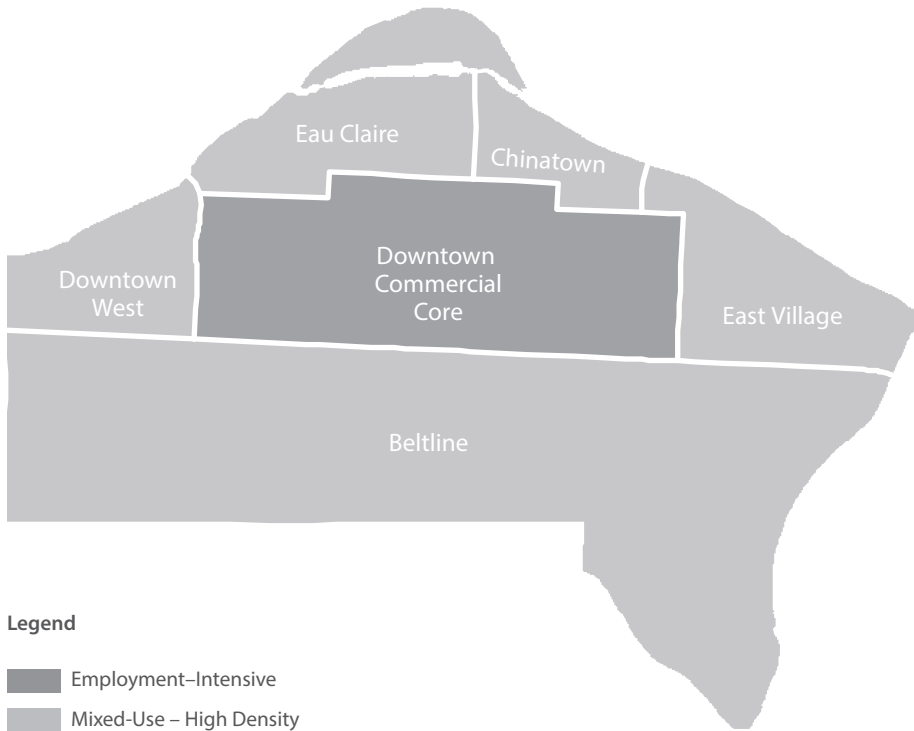 Eau Claire
Chinatown
Downtown
Commercial
Core
Downtown
West
East Village
Beltline
Legend
Employment–Intensive
Mixed-Use – High Density